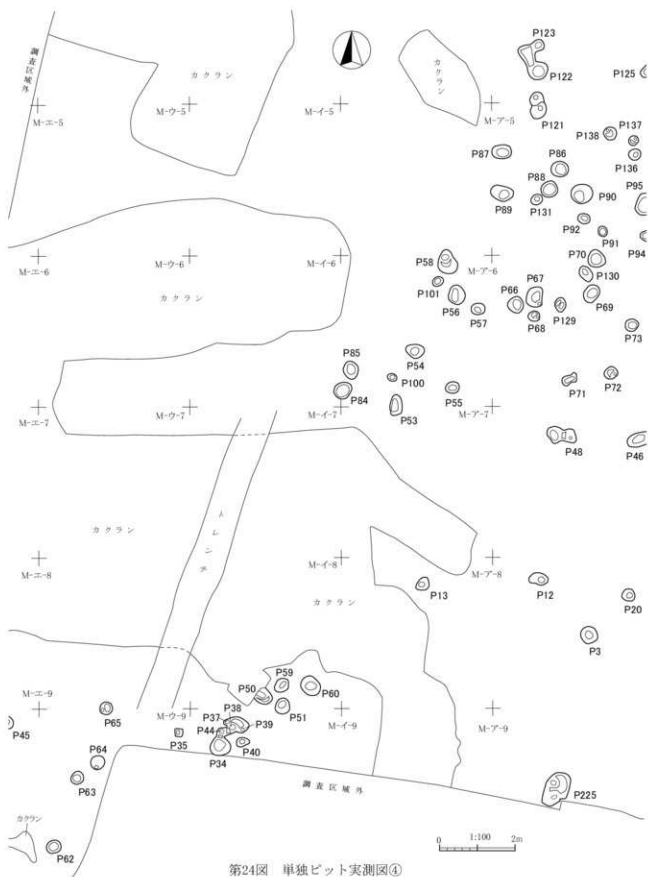 P123
調査区域外
カクラン
カクラン
P122
P125
M-エ-5
M-ウ-5
M-イ-5
M-ア-5
P121
P138
P137
P136
P87
P86
P88
P95
P89
P131
P90
P92
P91
P94
M-エ-6
M-ウ-6
M-イ-6
P58
M-ア-6
P70
P130
P101
カクラン
P56
P57
P66
P67
P68
P129
P69
P73
P85
P54
P100
P84
P55
P71
P72
M-エ-7
M-ウ-7
M-イ-7
P53
M-ア-7
P48
P46
カクラン
トレンチ
M-エ-8
M-イ-8
M-ア-8
カクラン
P13
P12
P20
P3
P59
P50
P60
M-エ-9
P38
P51
P45
P65
M-ウ-9
P37
P39
M-イ-9
M-ア-9
P44
P35
P40
P34
P64
P63
調査区域外
P225
カクラン
P62
0 1:100 2m
第24図 単独ピット実測図④